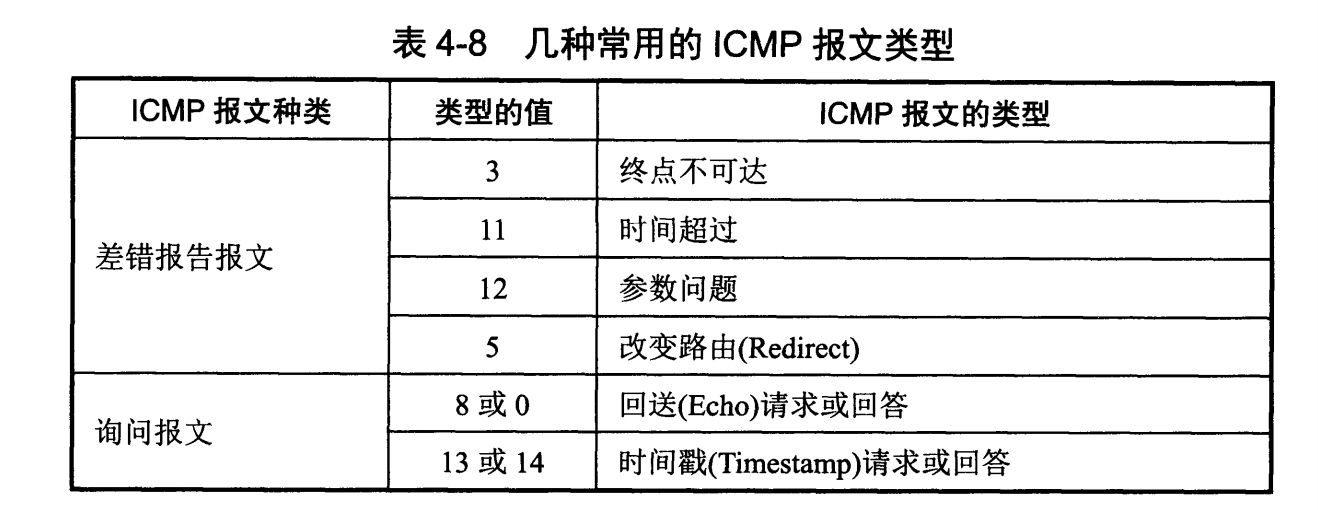 表 4-8 几种常用的 ICMP 报文类型
ICMP 报文种类 类型的值 ICMP 报文的类型
差错报告报文
3 终点不可达
11 时间超过
12 参数问题
5 改变路由(Redirect)
询问报文
8 或 0 回送(Echo)请求或回答
13 或 14 时间戳(Timestamp)请求或回答